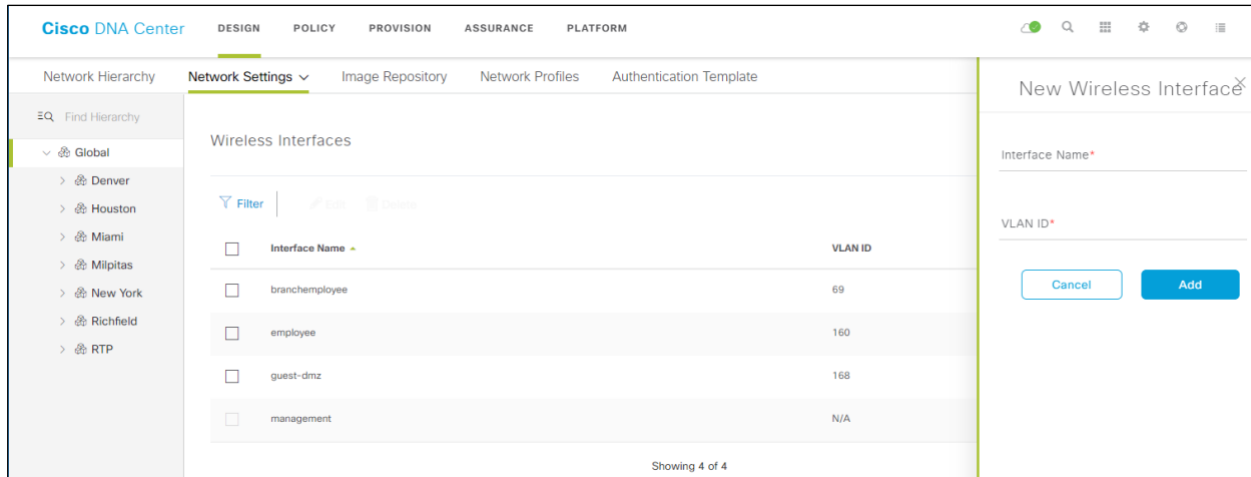 Cisco DNA Center
DESIGN POLICY PROVISION ASSURANCE PLATFORM
Network Hierarchy Network Settings Image Repository Network Profiles Authentication Template
Find Hierarchy
Global
Denver
Houston
Miami
Milpitas
New York
Richfield
RTP
Wireless Interfaces
Filter Edit Delete
Interface Name VLAN ID
branchemployee 69
employee 160
guest-dmz 168
management N/A
Showing 4 of 4
New Wireless Interface
Interface Name*
VLAN ID*
Cancel Add